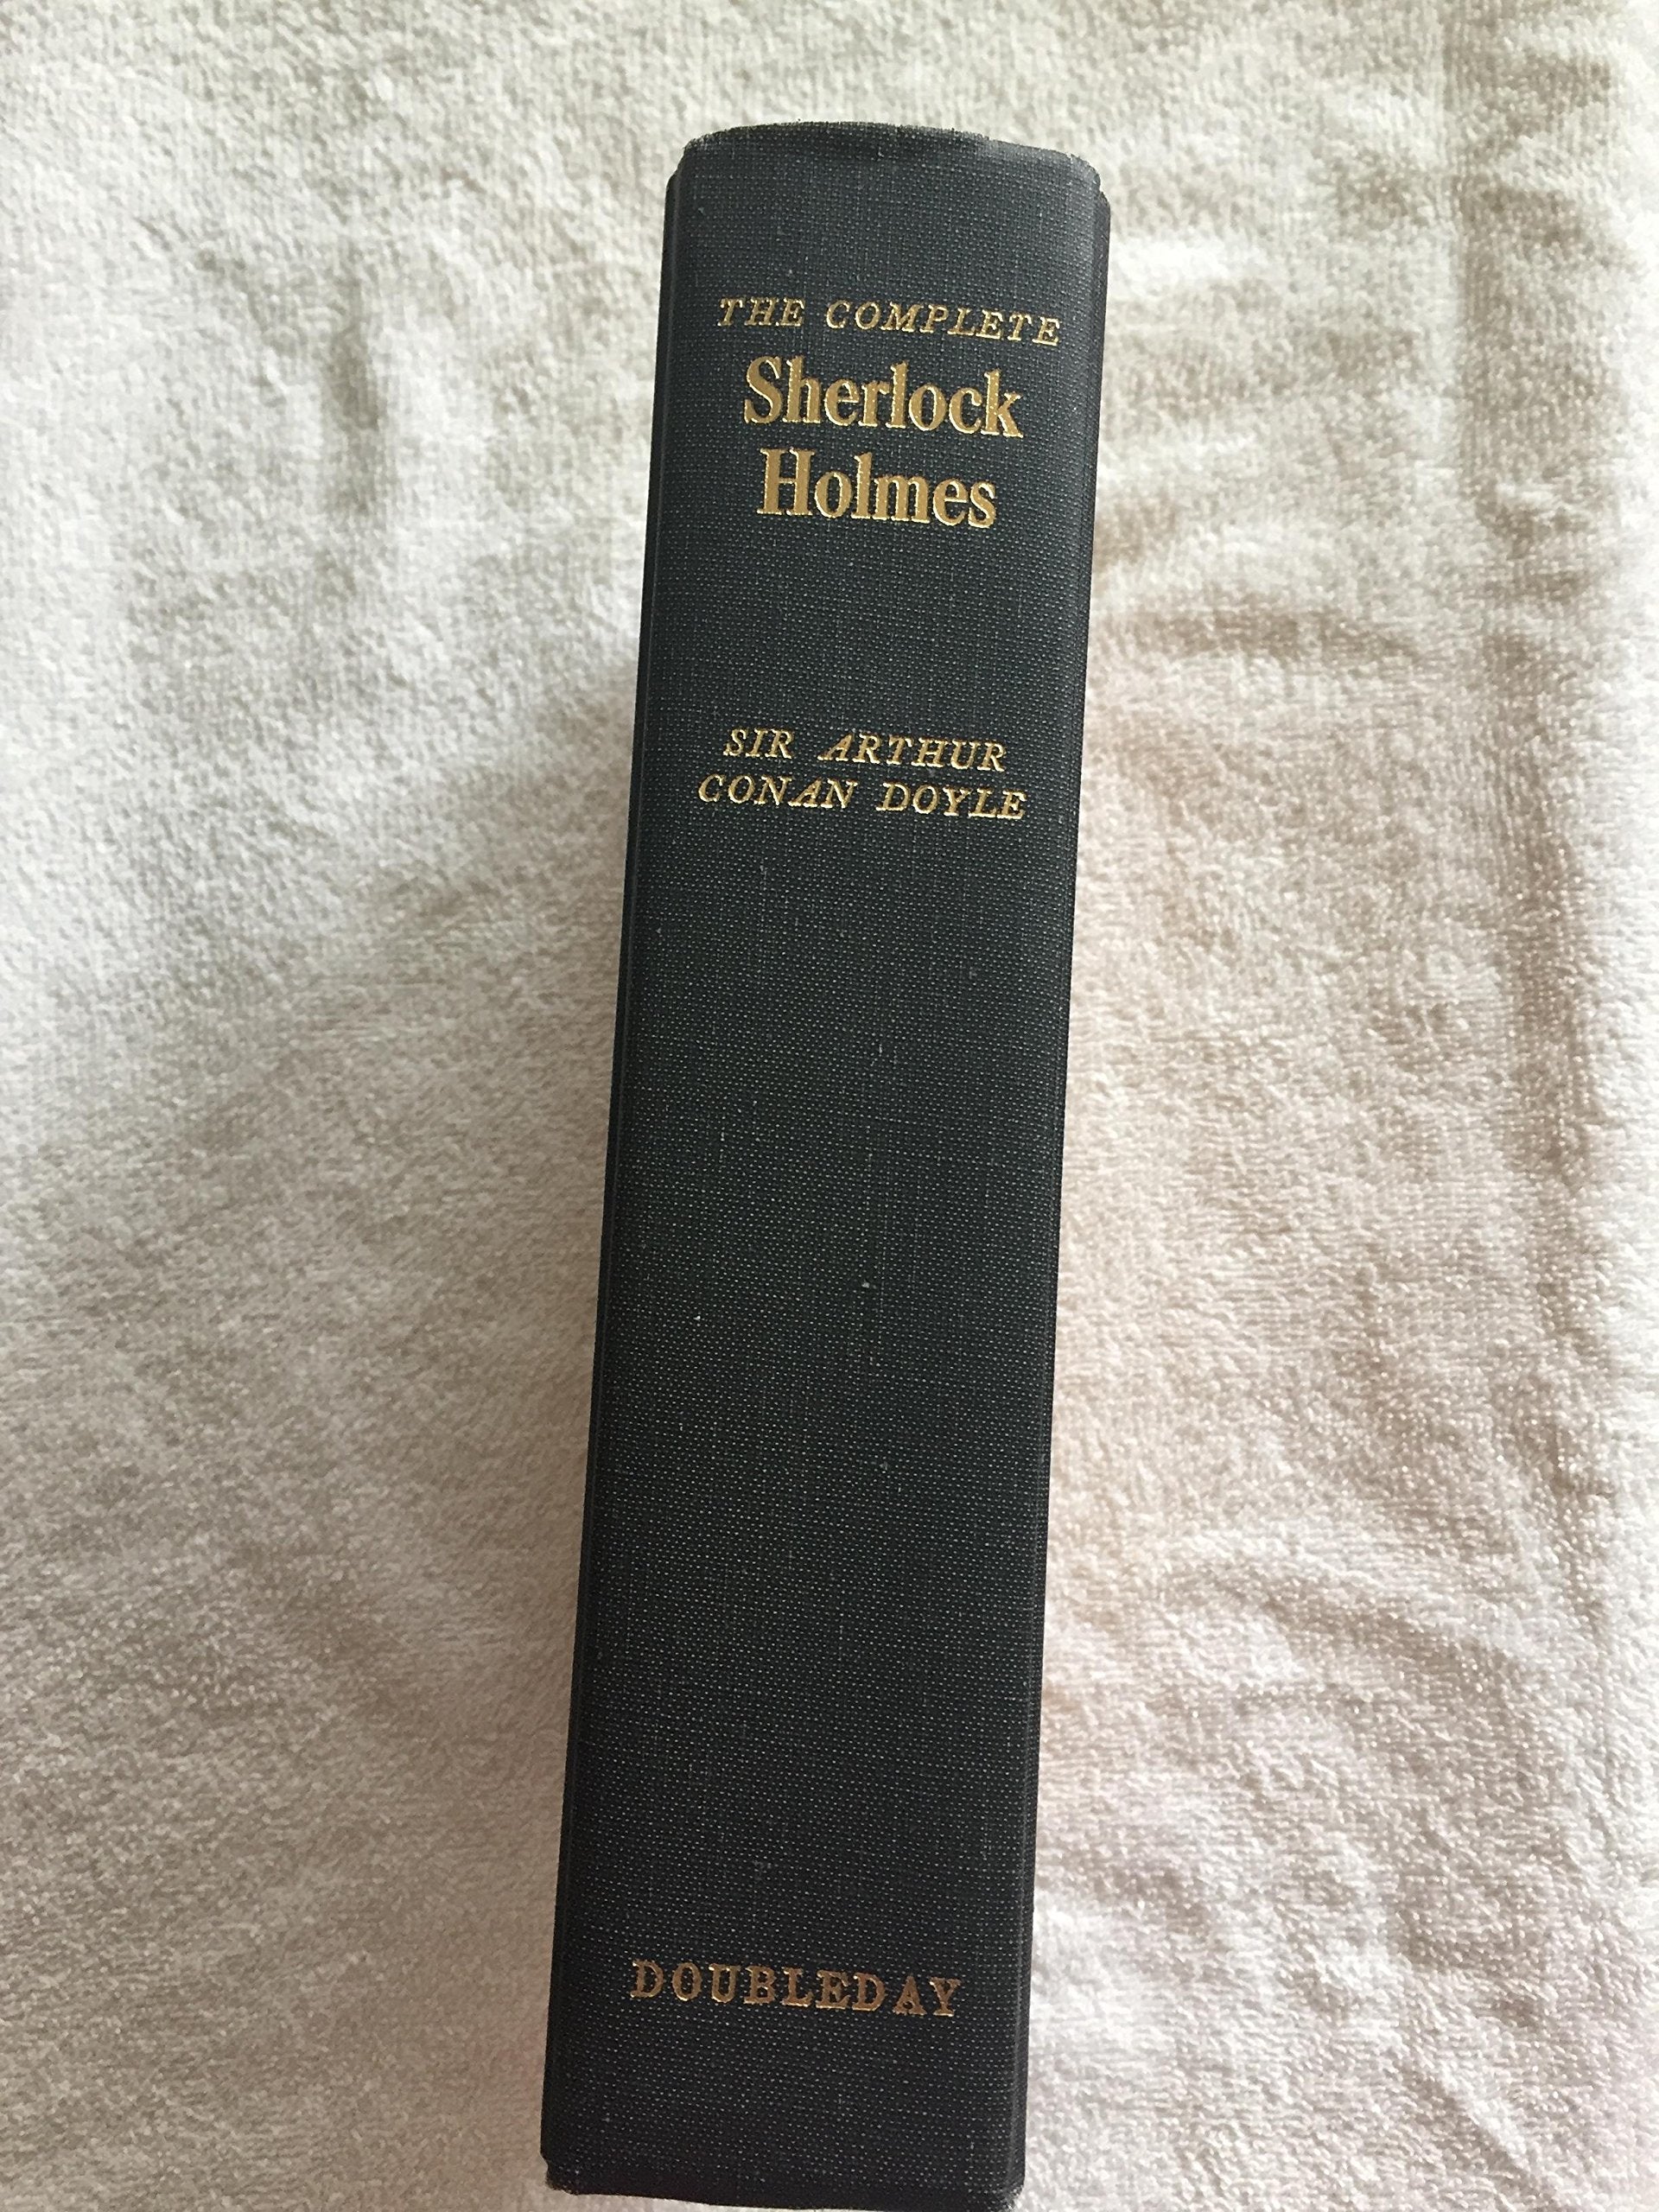 THE COMPLETE
Sherlock
Holmes
SIR ARTHUR
CONAN DOYLE
DOUBLEDAY